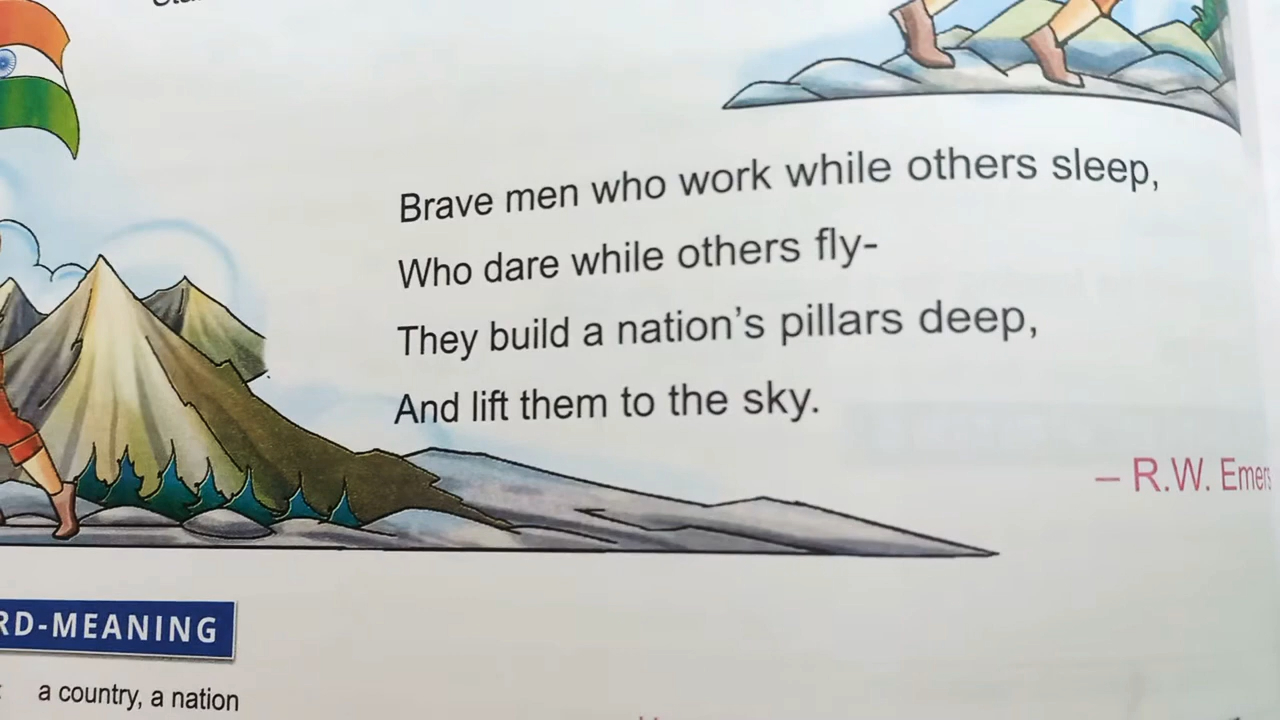 Brave men who work while others sleep,
Who dare while others fly-
They build a nation's pillars deep,
And lift them to the sky.
– R.W. Emers
RD-MEANING
a country, a nation